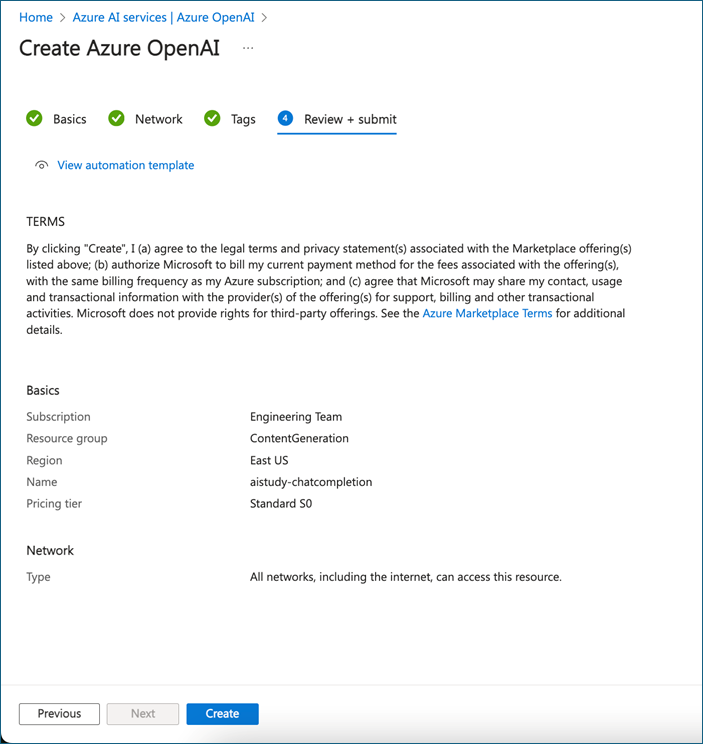 Home > Azure AI services | Azure OpenAI >
Create Azure OpenAI ...
Basics Network Tags 4 Review + submit
View automation template
TERMS
By clicking "Create", I (a) agree to the legal terms and privacy statement(s) associated with the Marketplace offering(s)
listed above; (b) authorize Microsoft to bill my current payment method for the fees associated with the offering(s),
with the same billing frequency as my Azure subscription; and (c) agree that Microsoft may share my contact, usage
and transactional information with the provider(s) of the offering(s) for support, billing and other transactional
activities. Microsoft does not provide rights for third-party offerings. See the Azure Marketplace Terms for additional
details.
Basics
Subscription Engineering Team
Resource group ContentGeneration
Region East US
Name aistudy-chatcompletion
Pricing tier Standard S0
Network
Type All networks, including the internet, can access this resource.
Previous Next Create